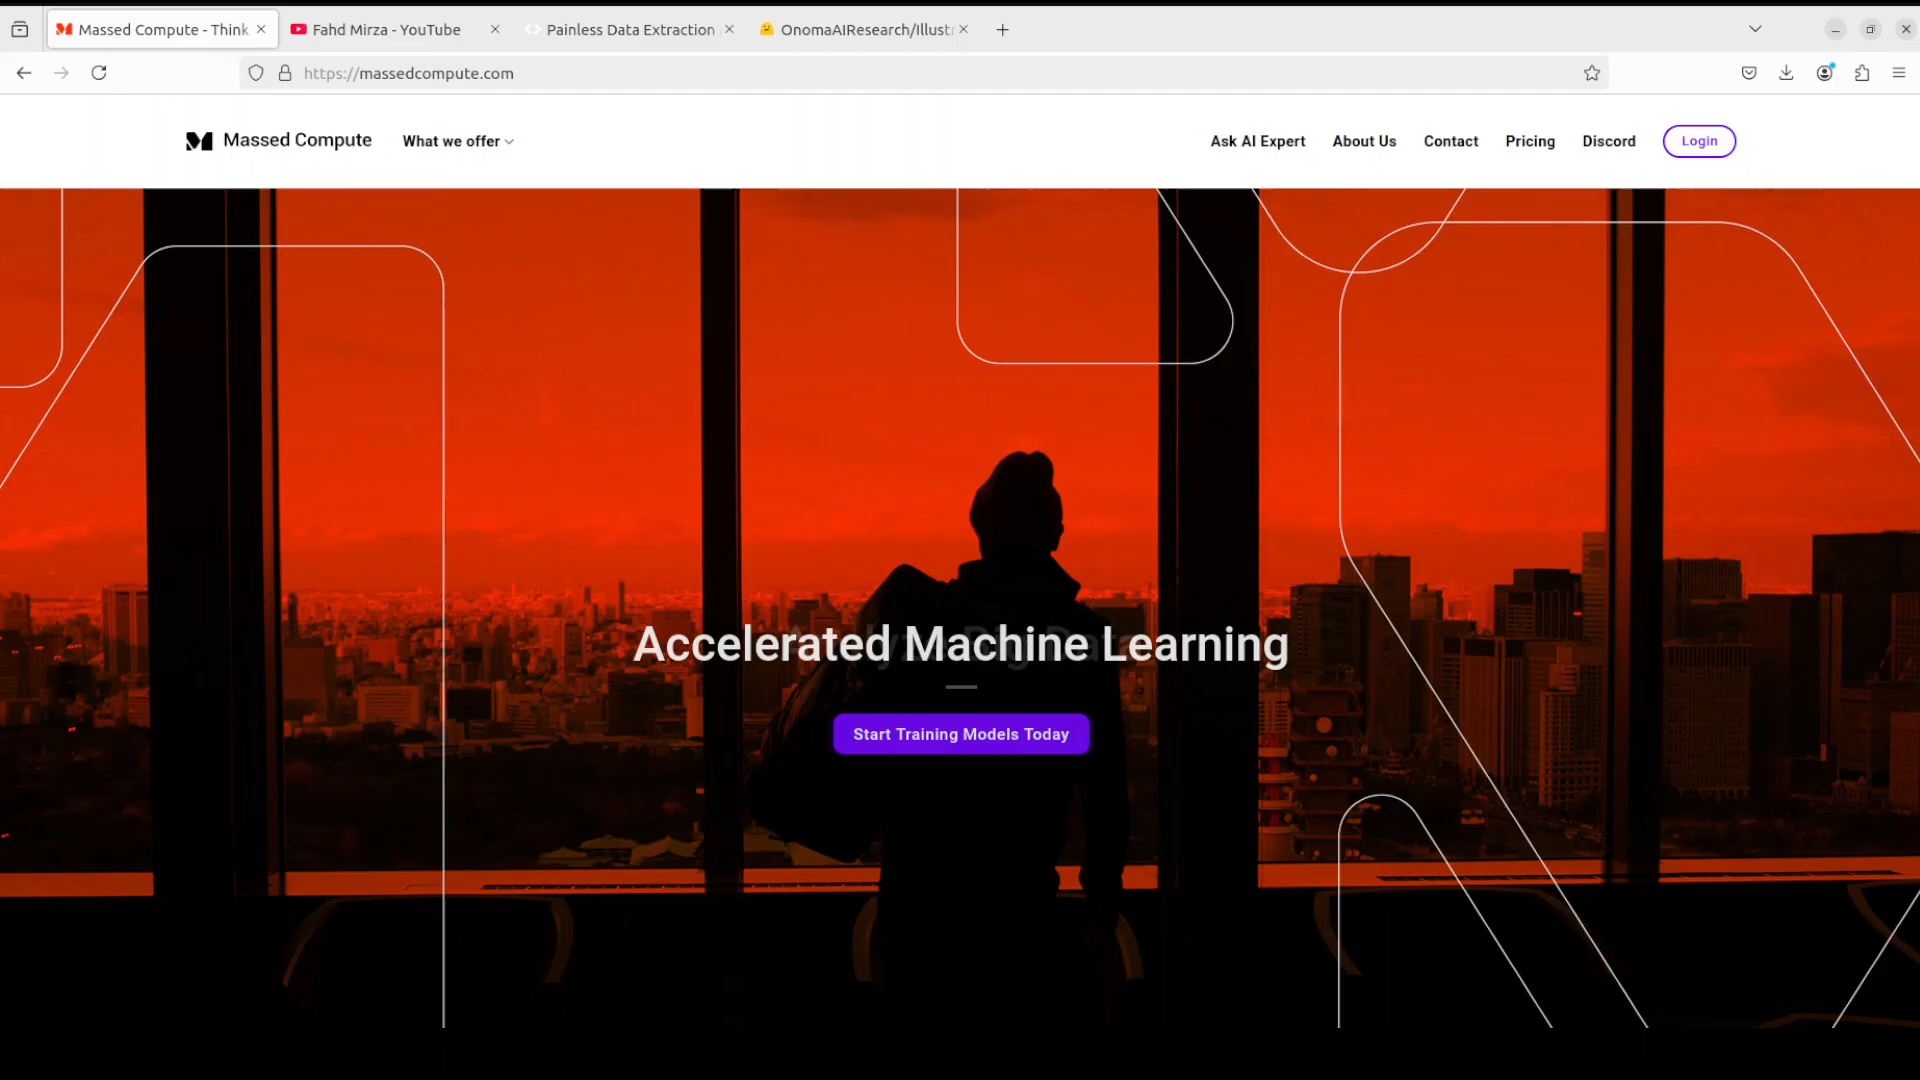 Massed Compute - Think
Fahd Mirza - YouTube
Painless Data Extraction
OnomaAIResearch/Illustr
https://massedcompute.com
Massed Compute
What we offer
Ask AI Expert
About Us
Contact
Pricing
Discord
Login
Accelerated Machine Learning
Start Training Models Today